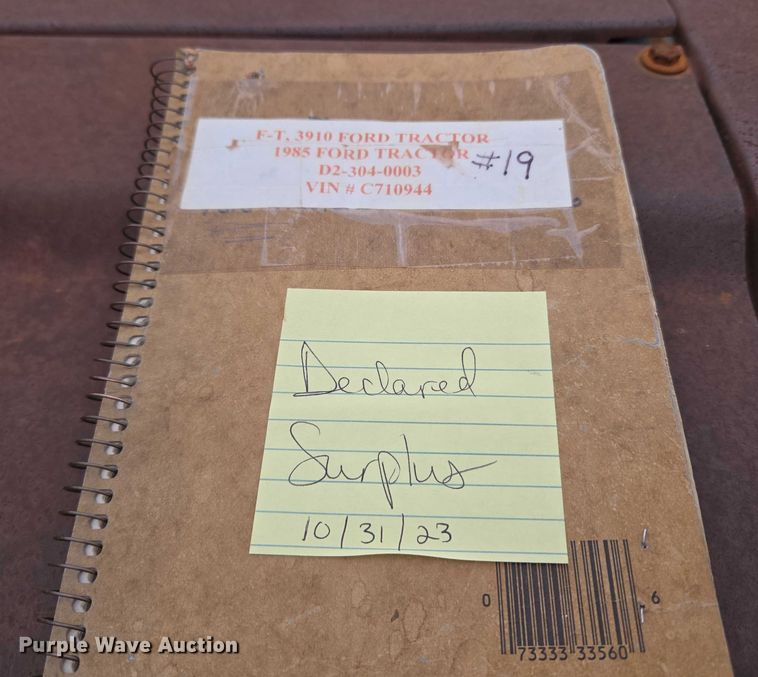 F-T. 3910 FORD TRACTOR
1985 FORD TRACTOR
D2-304-0003
VIN # C710944
#19
Declared
Surplus
10/31/23
0 73333 33560 6
Purple Wave Auction